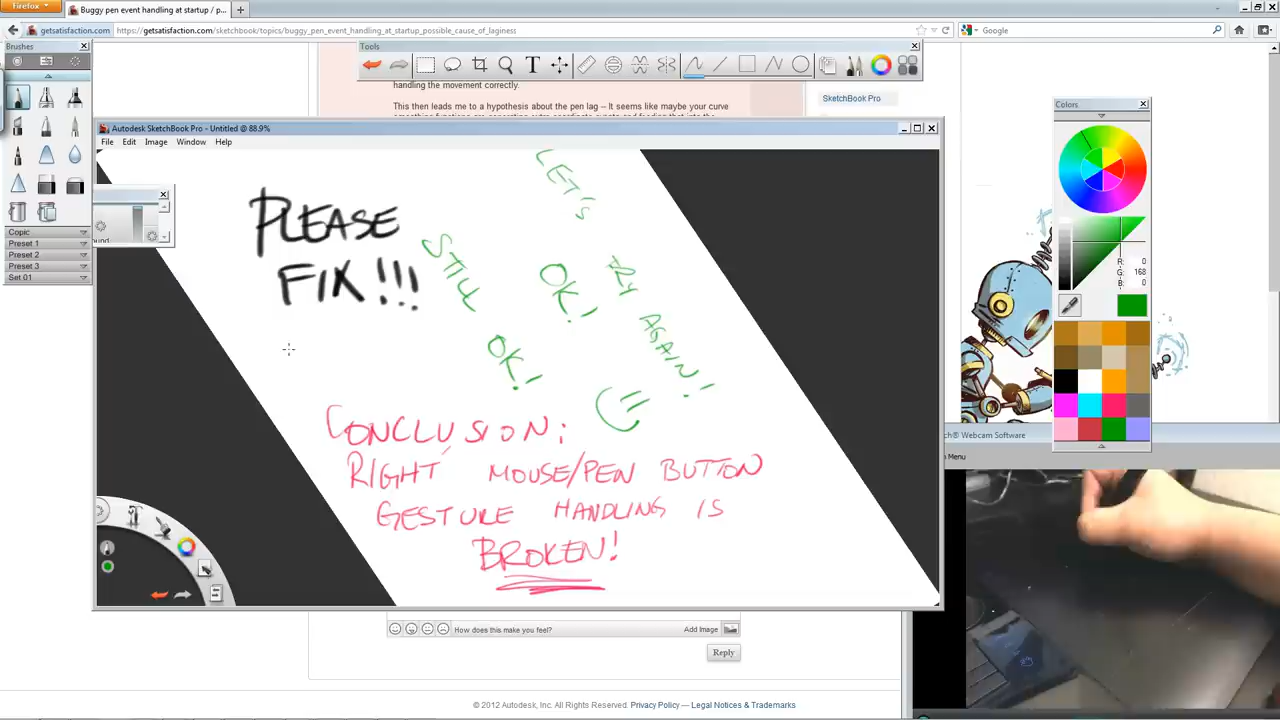 Firefox
Buggy pen event handling at startup / p...
getsatisfaction.com
https://getsatisfaction.com/sketchbook/topics/buggy_pen_event_handling_at_startup_possible_cause_of_laginess
Google
Brushes
Tools
handling the movement correctly.
This then leads me to a hypothesis about the pen lag -- It seems like maybe your curve
SketchBook Pro
Colors
Autodesk SketchBook Pro - Untitled @ 88.9%
File Edit Image Window Help
LET'S
TRY
AGAIN!
PLEASE
FIX!!!
STILL
OK!
OK!
CONCLUSION:
RIGHT MOUSE/PEN BUTTON
GESTURE HANDLING IS
BROKEN!
Copic
Preset 1
Preset 2
Preset 3
Set 01
R: 0
G: 168
B: 0
ch® Webcam Software
Menu
How does this make you feel?
Add Image
Reply
© 2012 Autodesk, Inc. All Rights Reserved. Privacy Policy — Legal Notices & Trademarks